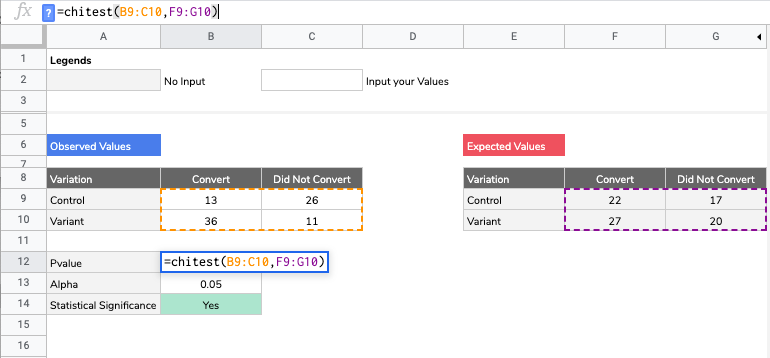 fx ? =chitest(B9:C10,F9:G10)
A B C D E F G
1 Legends
2 No Input Input your Values
3
5
6 Observed Values Expected Values
7
8 Variation Convert Did Not Convert Variation Convert Did Not Convert
9 Control 13 26 Control 22 17
10 Variant 36 11 Variant 27 20
11
12 Pvalue =chitest(B9:C10,F9:G10)
13 Alpha 0.05
14 Statistical Significance Yes
15
16